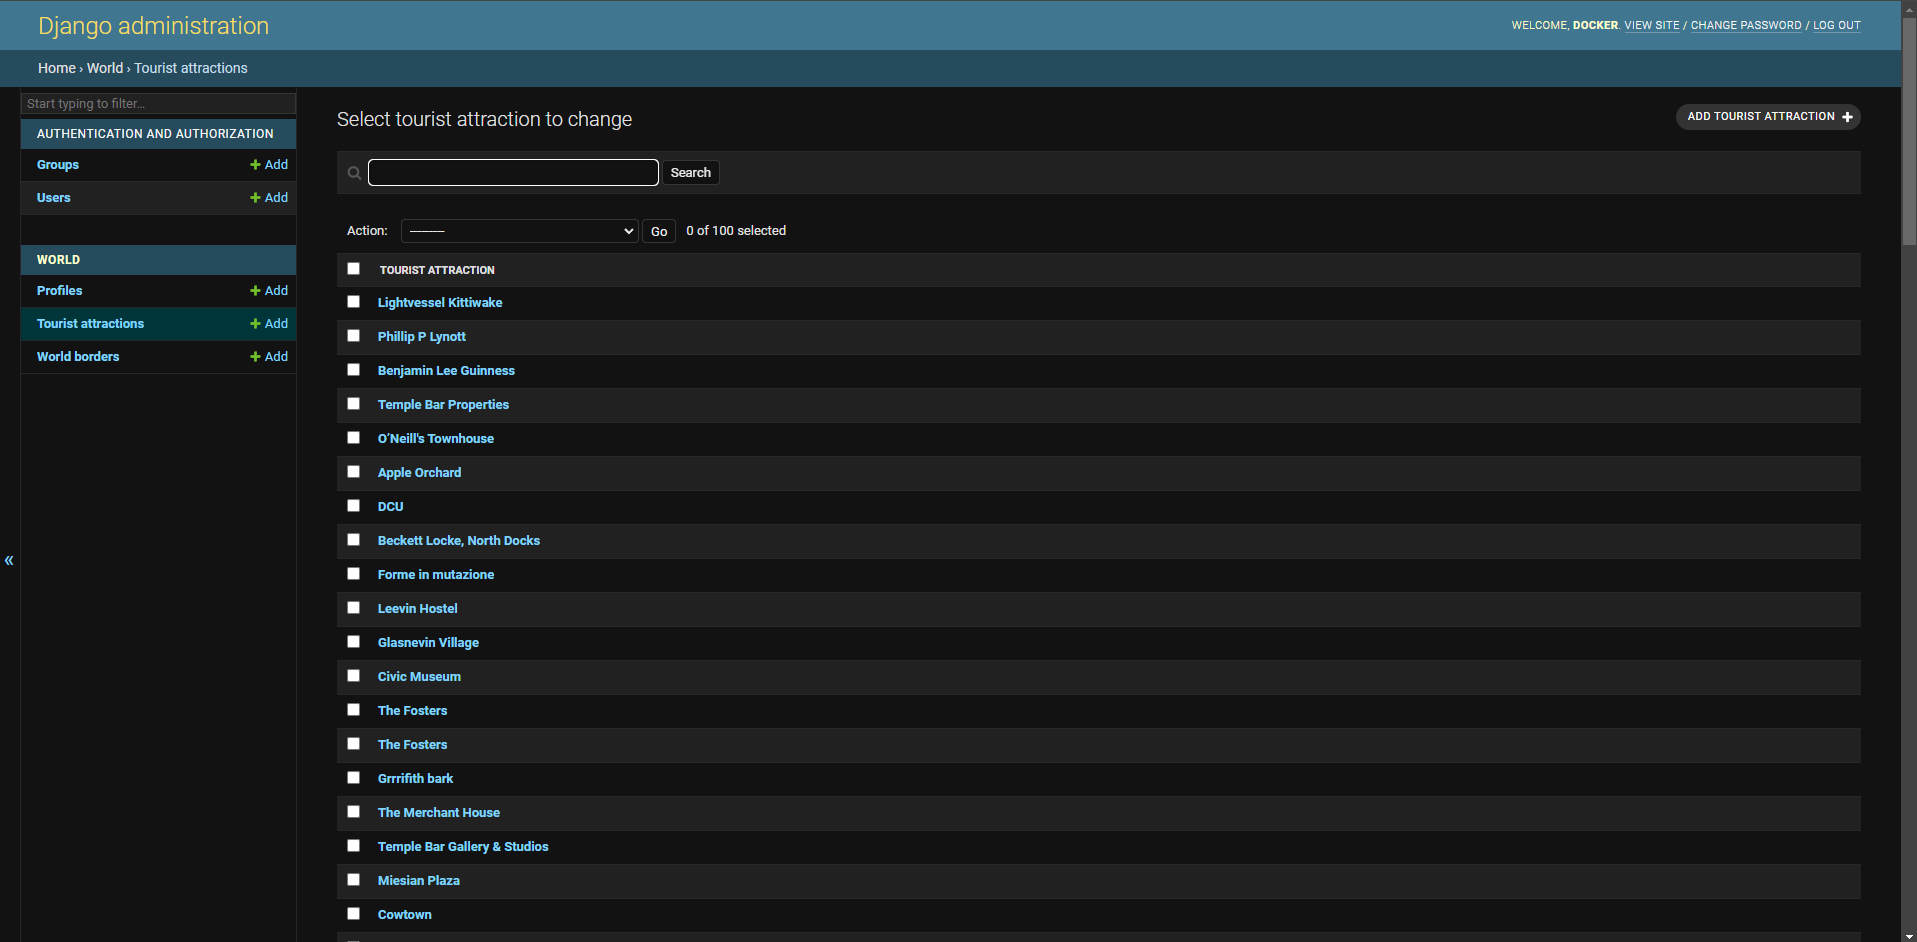 Django administration
WELCOME, DOCKER. VIEW SITE / CHANGE PASSWORD / LOG OUT
Home › World › Tourist attractions
Start typing to filter...
AUTHENTICATION AND AUTHORIZATION
Groups + Add
Users + Add
WORLD
Profiles + Add
Tourist attractions + Add
World borders + Add
«
Select tourist attraction to change
ADD TOURIST ATTRACTION +
Search
Action: --------- Go 0 of 100 selected
TOURIST ATTRACTION
Lightvessel Kittiwake
Phillip P Lynott
Benjamin Lee Guinness
Temple Bar Properties
O’Neill's Townhouse
Apple Orchard
DCU
Beckett Locke, North Docks
Forme in mutazione
Leevin Hostel
Glasnevin Village
Civic Museum
The Fosters
The Fosters
Grrrifith bark
The Merchant House
Temple Bar Gallery & Studios
Miesian Plaza
Cowtown